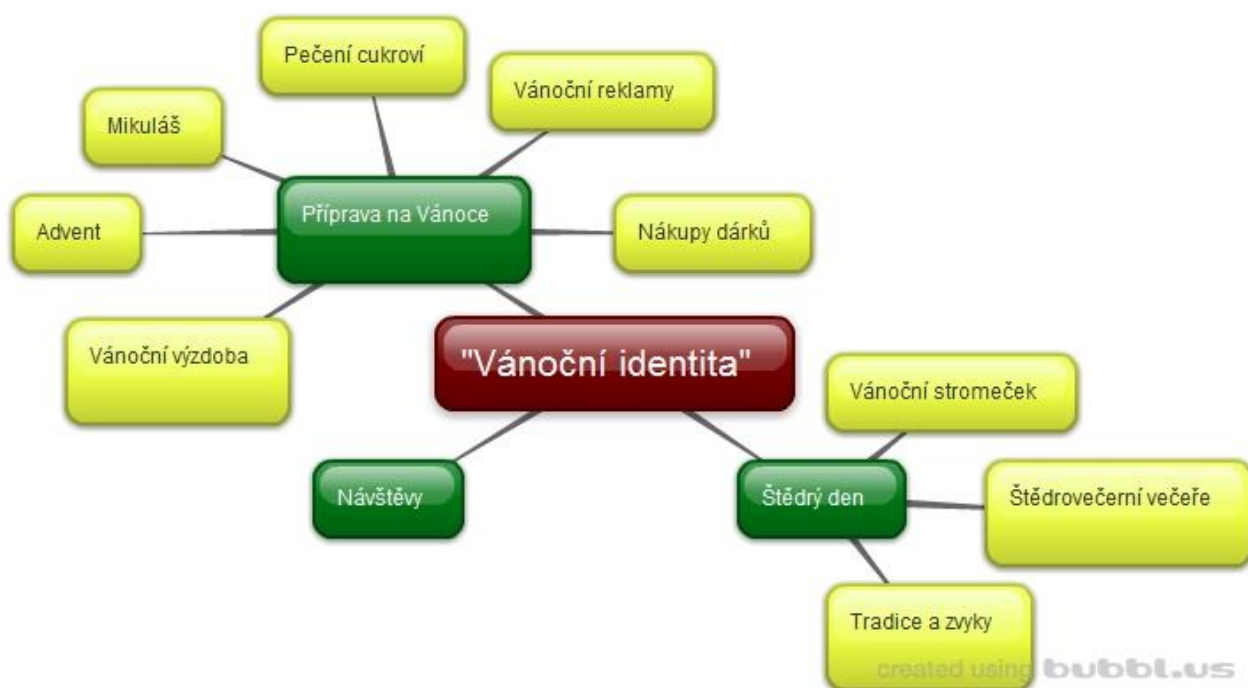 Pečení cukroví
Vánoční reklamy
Mikuláš
Příprava na Vánoce
Advent
Nákupy dárků
Vánoční výzdoba
"Vánoční identita"
Vánoční stromeček
Návštěvy
Štědrý den
Štědrovečerní večeře
Tradice a zvyky
created using bubbl.us